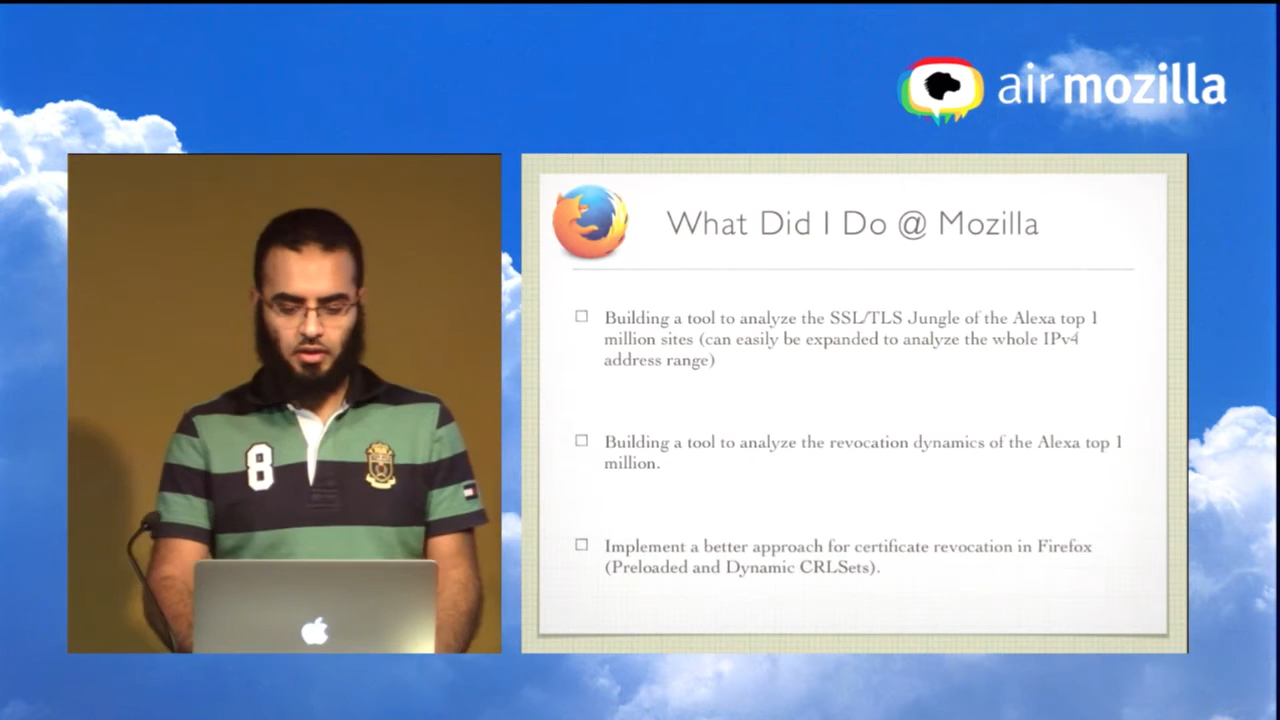 air mozilla
What Did I Do @ Mozilla
Building a tool to analyze the SSL/TLS Jungle of the Alexa top 1
million sites (can easily be expanded to analyze the whole IPv4
address range)
Building a tool to analyze the revocation dynamics of the Alexa top 1
million.
Implement a better approach for certificate revocation in Firefox
(Preloaded and Dynamic CRLSets).
8